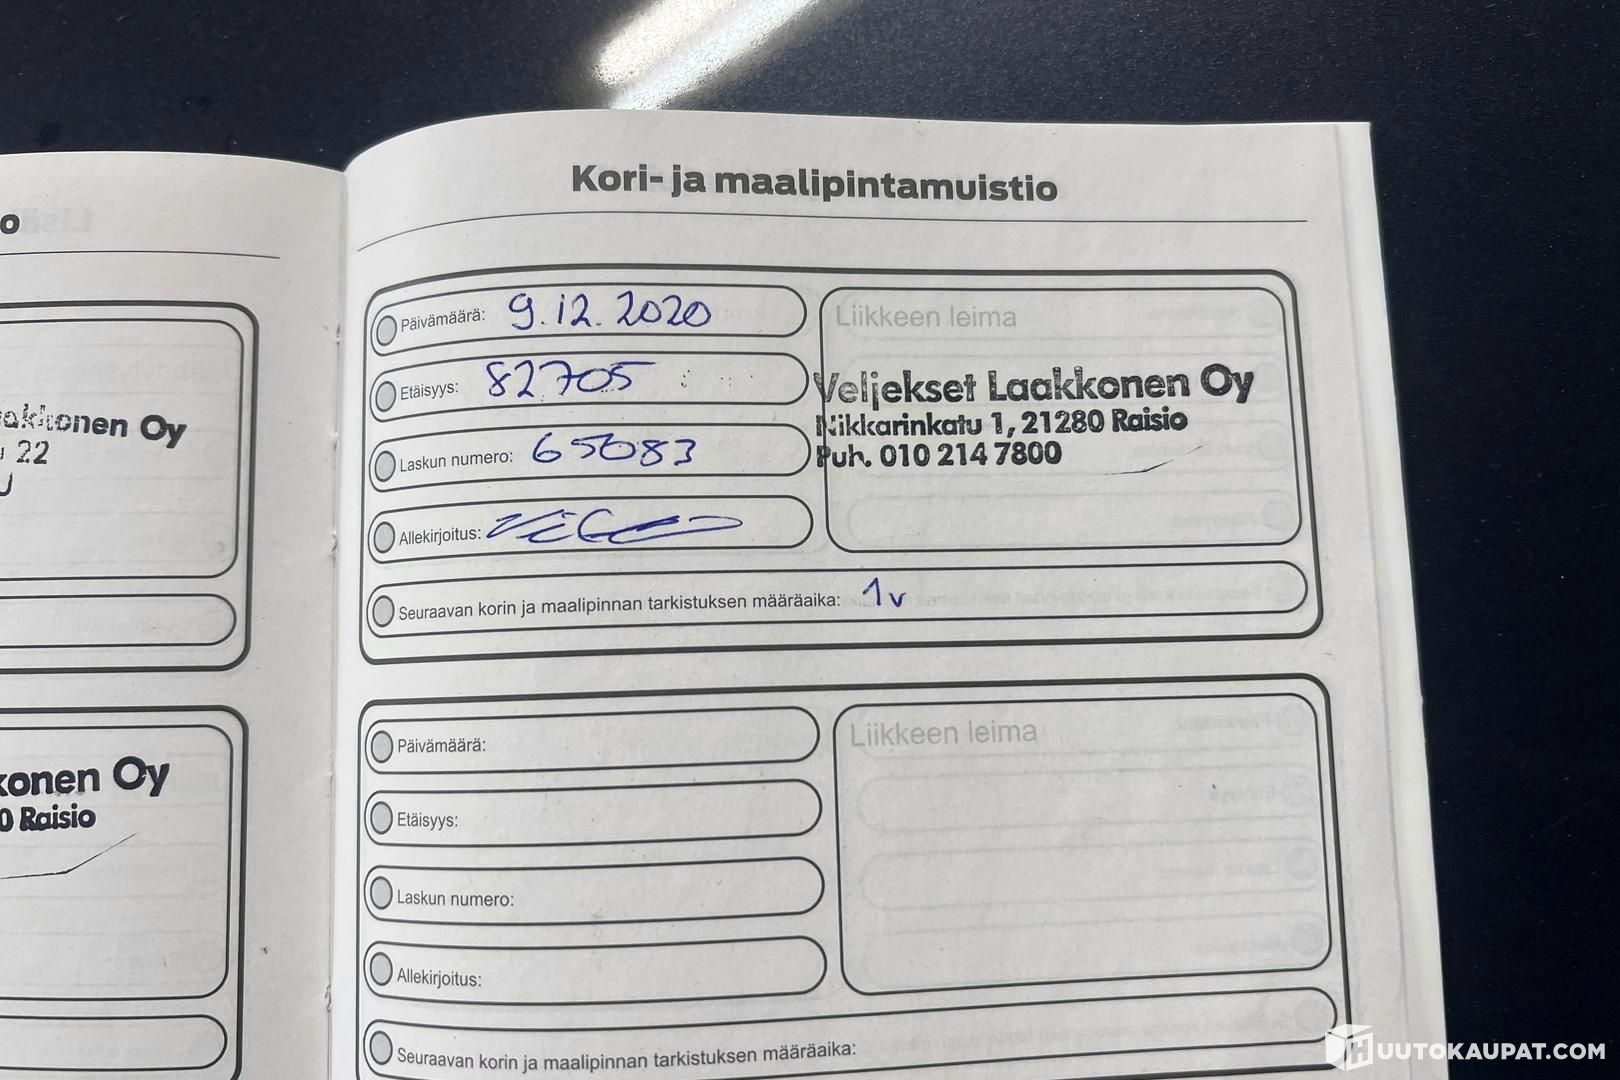 o
onen Oy
22
konen Oy
0 Raisio
Kori- ja maalipintamuistio
Päivämäärä: 9.12.2020
Etäisyys: 82705
Laskun numero: 65083
Allekirjoitus:
Liikkeen leima
Veljekset Laakkonen Oy
Nikkarinkatu 1, 21280 Raisio
Puh. 010 214 7800
Seuraavan korin ja maalipinnan tarkistuksen määräaika: 1v
Päivämäärä:
Etäisyys:
Laskun numero:
Allekirjoitus:
Liikkeen leima
Seuraavan korin ja maalipinnan tarkistuksen määräaika:
HUUTOKAUPAT.COM